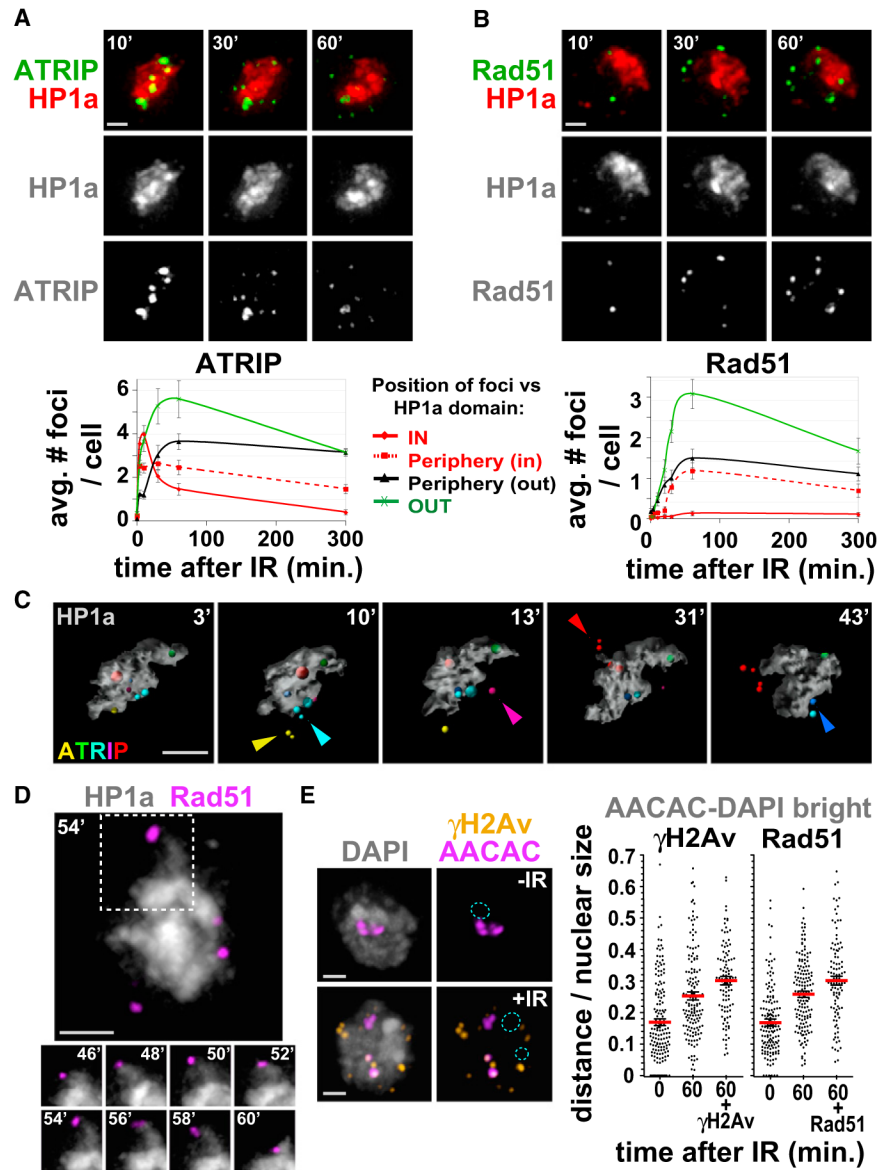 A
10’
30’
60’
ATRIP
HP1a
HP1a
ATRIP
B
10’
30’
60’
Rad51
HP1a
HP1a
Rad51
ATRIP
avg. # foci
/ cell
6
4
2
0
0
100
200
300
time after IR (min.)
Position of foci vs
HP1a domain:
IN
Periphery (in)
Periphery (out)
OUT
Rad51
avg. # foci
/ cell
3
2
1
0
0
100
200
300
time after IR (min.)
C
HP1a
3’
10’
13’
31’
43’
ATRIP
D
HP1a Rad51
54’
46’
48’
50’
52’
54’
56’
58’
60’
E
DAPI
γH2Av
AACAC
-IR
+IR
AACAC-DAPI bright
γH2Av
Rad51
distance / nuclear size
0.7
0.6
0.5
0.4
0.3
0.2
0.1
0
0 60 60
+
γH2Av
0 60 60
+
Rad51
time after IR (min.)